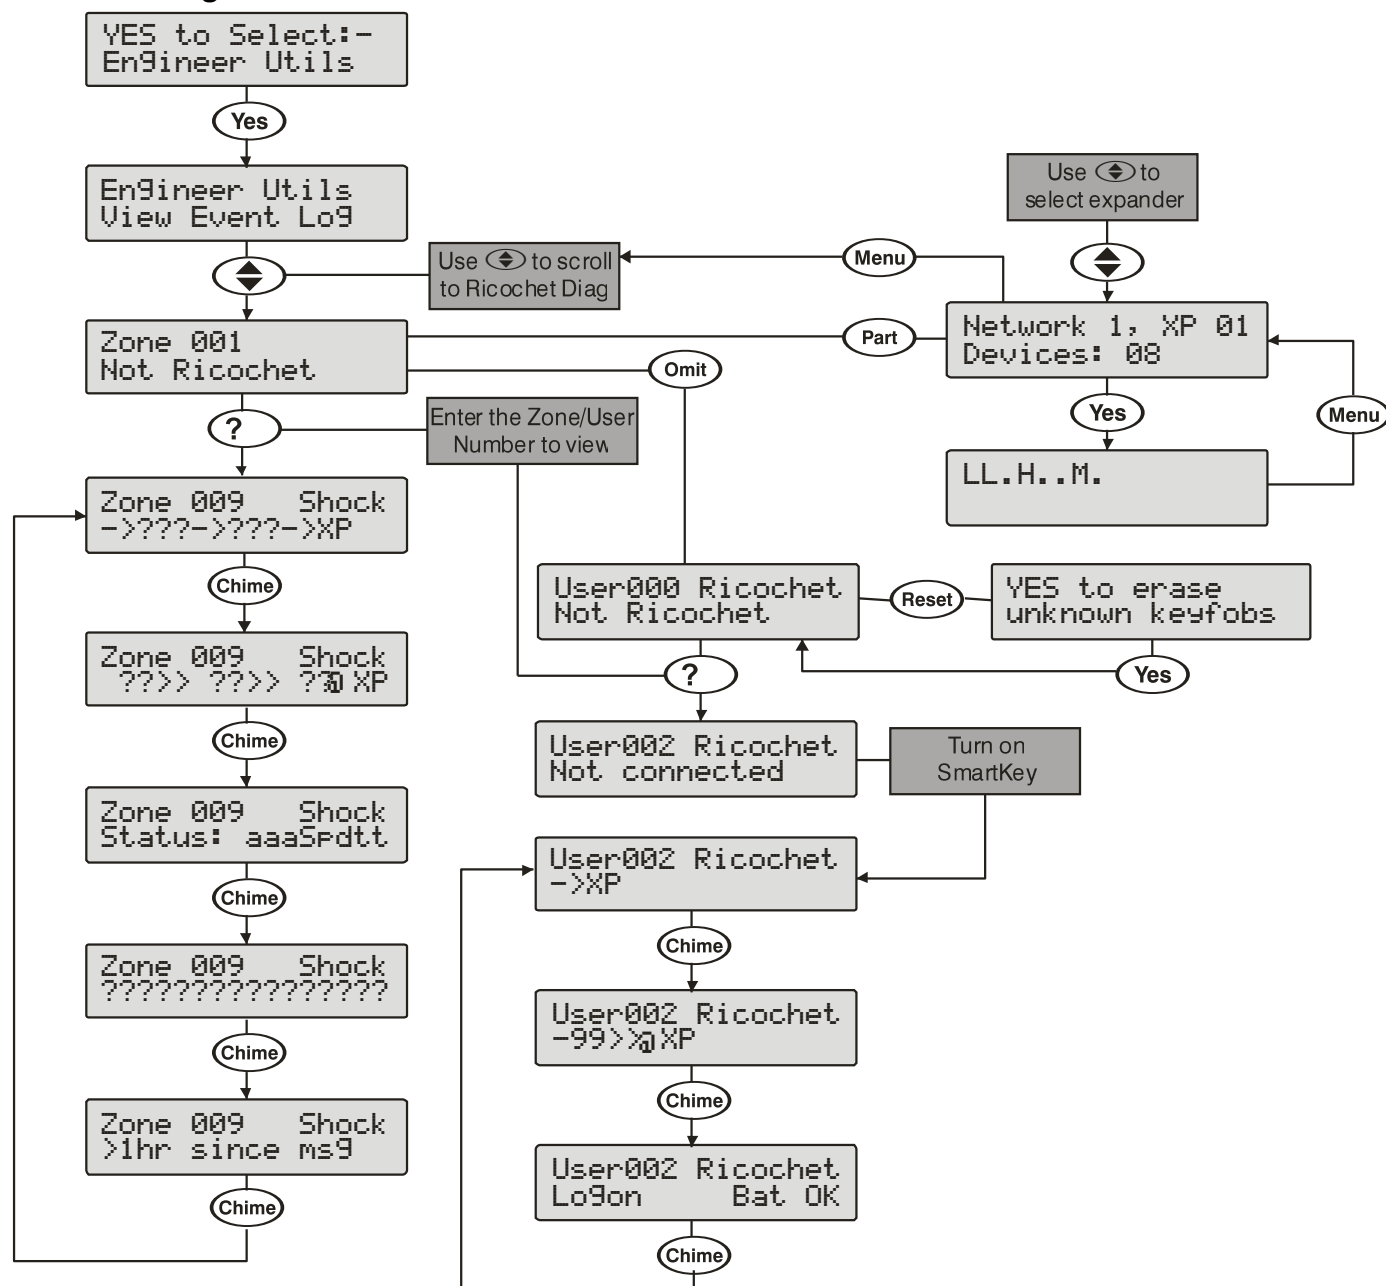 YES to Select:-
Engineer Utils
Yes
Engineer Utils
View Event Log
Use to scroll
to Ricochet Diag
Menu
Use to
select expander
Zone 001
Not Ricochet
Part
Omit
Network 1, XP 01
Devices: 08
Yes
Menu
LL.H..M.
?
Enter the Zone/User
Number to view
Zone 009 Shock
->???->???->XP
Chime
Zone 009 Shock
??>> ??>> ??@ XP
Chime
Zone 009 Shock
Status: aaaSpdtt
Chime
Zone 009 Shock
????????????????
Chime
Zone 009 Shock
>1hr since msg
Chime
User000 Ricochet
Not Ricochet
Reset
YES to erase
unknown keyfobs
Yes
?
User002 Ricochet
Not connected
Turn on
SmartKey
User002 Ricochet
->XP
Chime
User002 Ricochet
-99>>@XP
Chime
User002 Ricochet
Logon Bat OK
Chime